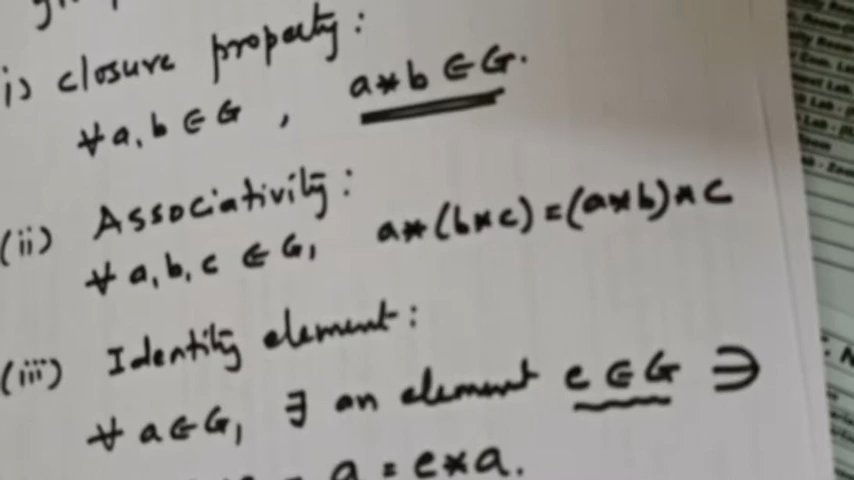 i) closure property:
∀ a, b ∈ G, a * b ∈ G.
(ii) Associativity:
∀ a, b, c ∈ G, a * (b * c) = (a * b) * c
(iii) Identity element:
∀ a ∈ G, ∃ an element e ∈ G ∋
= a = e * a.